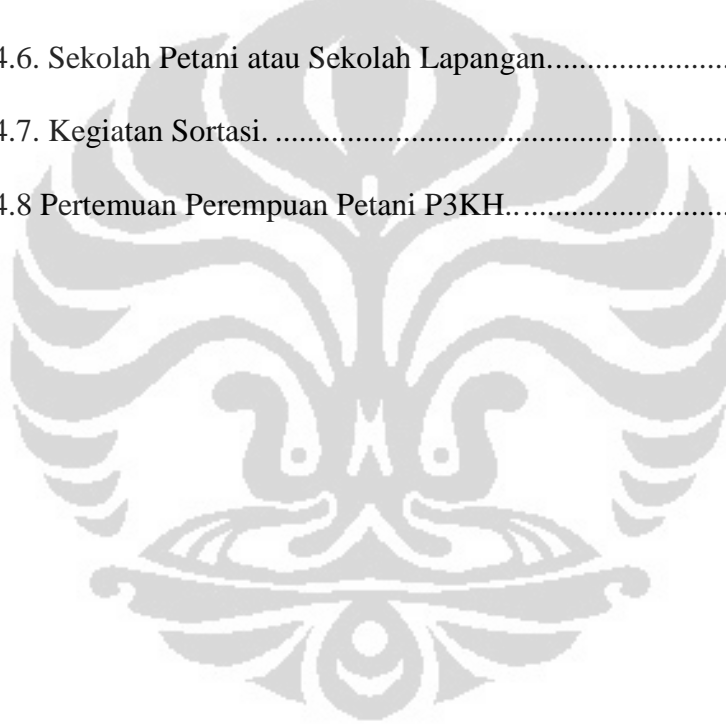 4.6. Sekolah Petani atau Sekolah Lapangan.......................
4.7. Kegiatan Sortasi. .....................................................
4.8 Pertemuan Perempuan Petani P3KH.........................